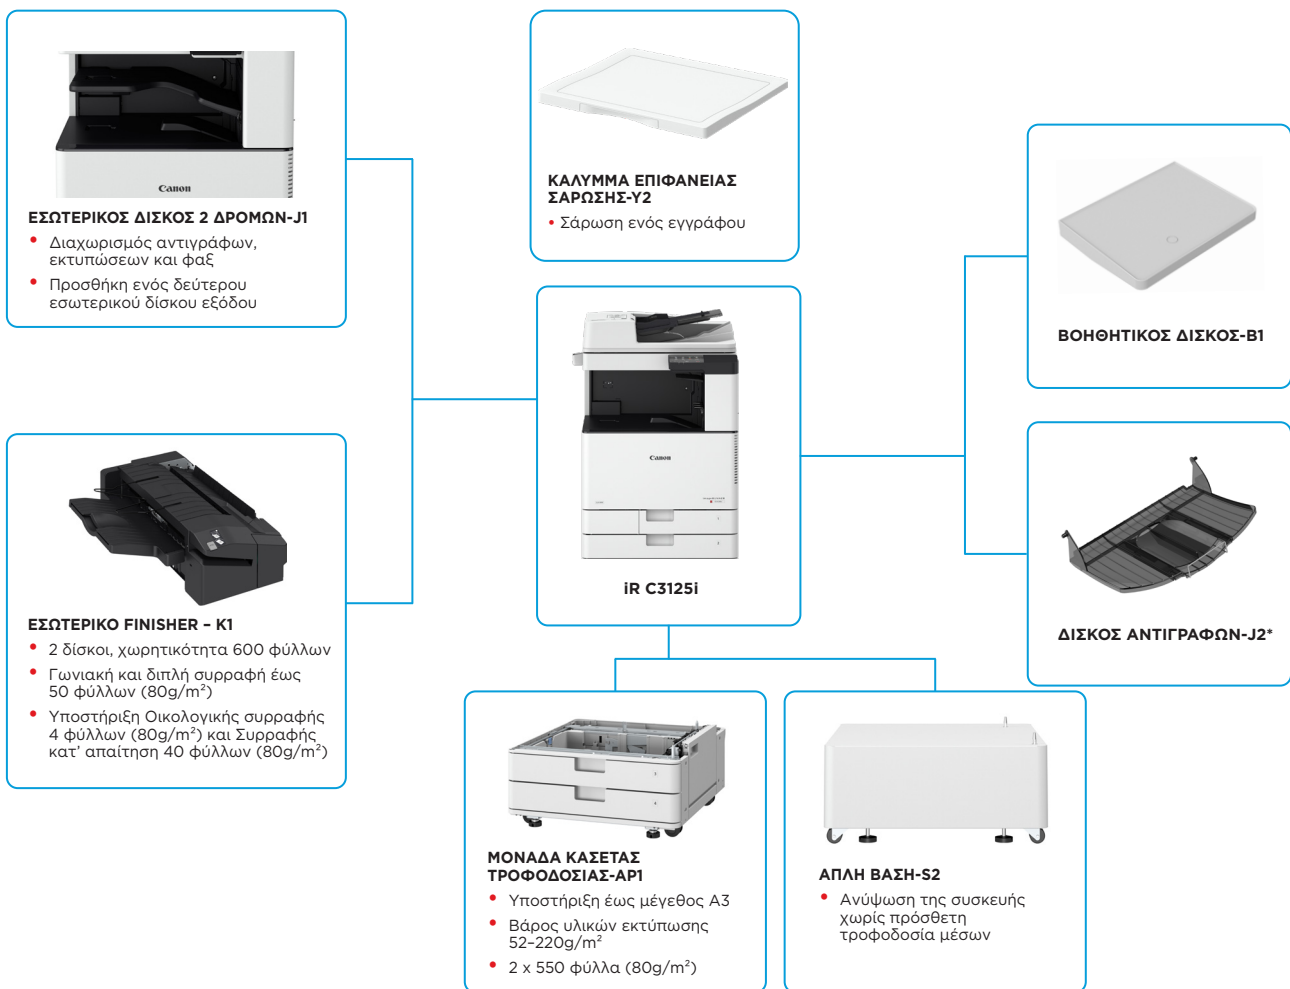 Canon
ΕΣΩΤΕΡΙΚΟΣ ΔΙΣΚΟΣ 2 ΔΡΟΜΩΝ-J1
• Διαχωρισμός αντιγράφων,
εκτυπώσεων και φαξ
• Προσθήκη ενός δεύτερου
εσωτερικού δίσκου εξόδου
ΚΑΛΥΜΜΑ ΕΠΙΦΑΝΕΙΑΣ
ΣΑΡΩΣΗΣ-Y2
• Σάρωση ενός εγγράφου
ΒΟΗΘΗΤΙΚΟΣ ΔΙΣΚΟΣ-B1
Canon
iR C3125i
ΕΣΩΤΕΡΙΚΟ FINISHER – K1
• 2 δίσκοι, χωρητικότητα 600 φύλλων
• Γωνιακή και διπλή συρραφή έως
50 φύλλων (80g/m²)
• Υποστήριξη Οικολογικής συρραφής
4 φύλλων (80g/m²) και Συρραφής
κατ’ απαίτηση 40 φύλλων (80g/m²)
ΔΙΣΚΟΣ ΑΝΤΙΓΡΑΦΩΝ-J2*
ΜΟΝΑΔΑ ΚΑΣΕΤΑΣ
ΤΡΟΦΟΔΟΣΙΑΣ-AP1
• Υποστήριξη έως μέγεθος A3
• Βάρος υλικών εκτύπωσης
52–220g/m²
• 2 x 550 φύλλα (80g/m²)
ΑΠΛΗ ΒΑΣΗ-S2
• Ανύψωση της συσκευής
χωρίς πρόσθετη
τροφοδοσία μέσων